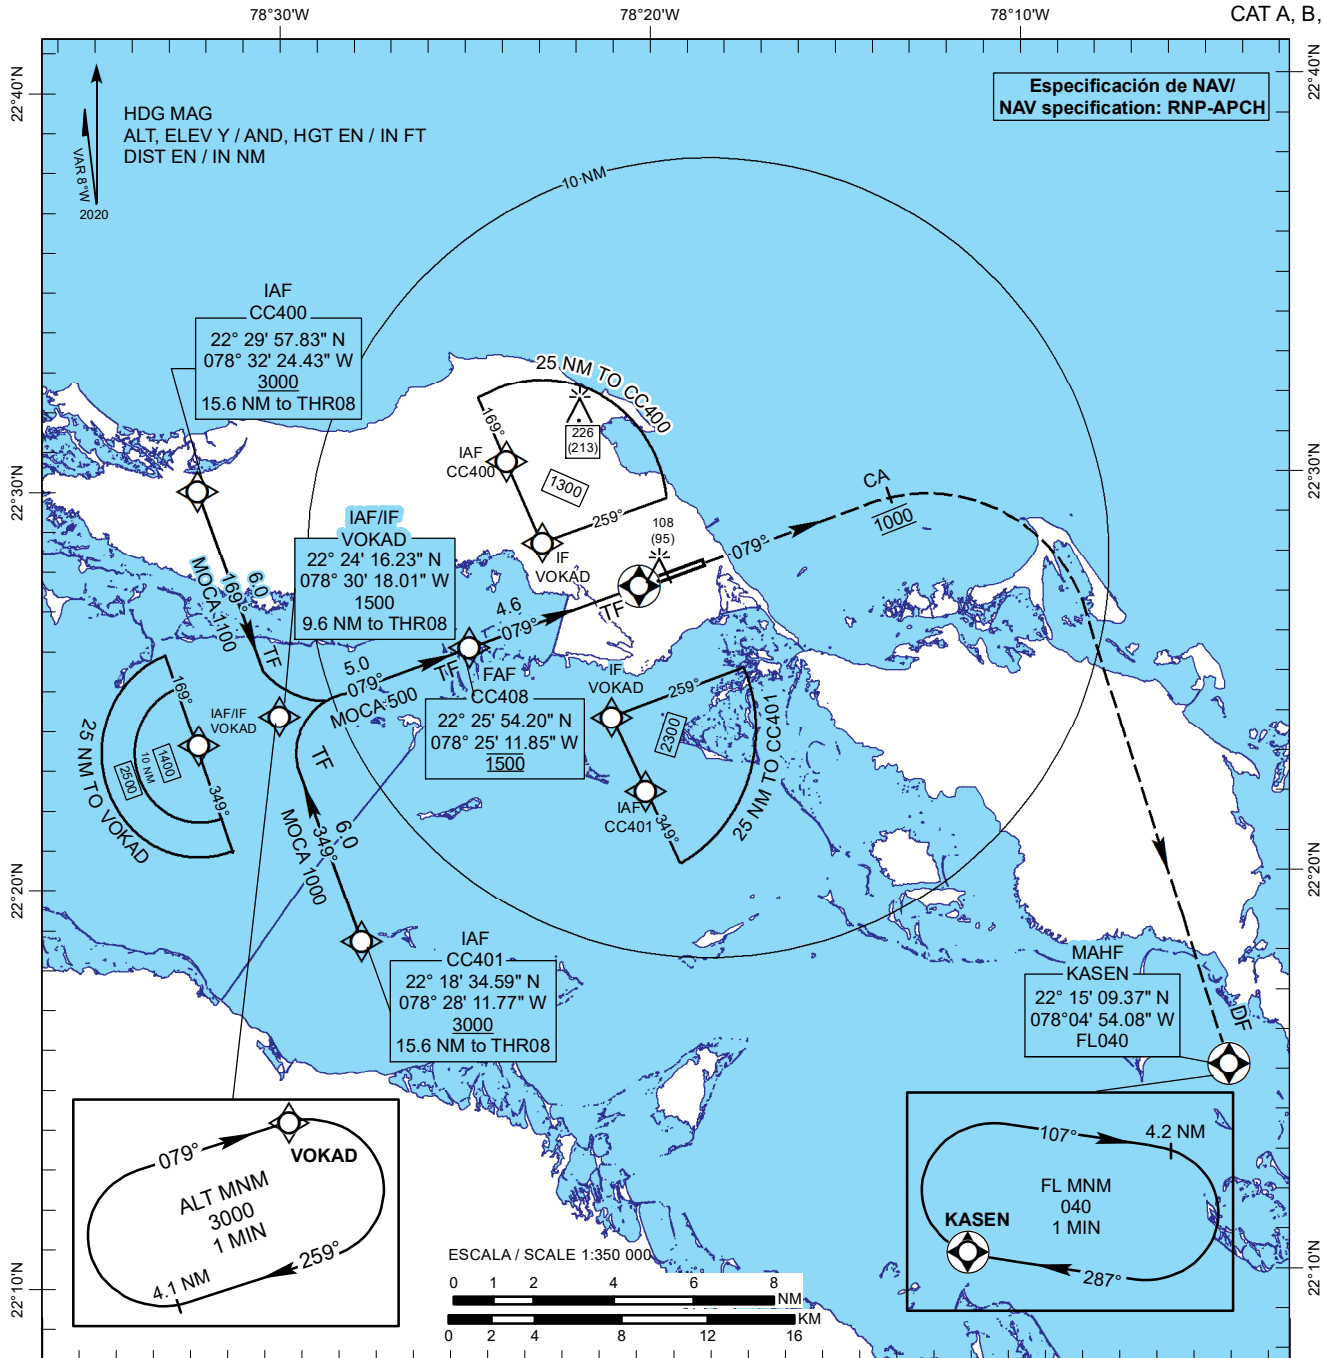 78°30'W
78°20'W
78°10'W
CAT A, B,
22°40'N
22°40'N
HDG MAG
ALT, ELEV Y / AND, HGT EN / IN FT
DIST EN / IN NM
VAR 8°W
2020
Especificación de NAV/
NAV specification: RNP-APCH
10 NM
IAF
CC400
22° 29' 57.83" N
078° 32' 24.43" W
3000
15.6 NM to THR08
25 NM TO CC400
169°
226
(213)
IAF
CC400
1300
259°
IF
VOKAD
22°30'N
22°30'N
CA
1000
079°
108
(95)
IAF/IF
VOKAD
22° 24' 16.23" N
078° 30' 18.01" W
1500
9.6 NM to THR08
6.0
169°
MOCA 1100
TF
4.6
079°
TF
5.0
079°
MOCA 500
TF
FAF
CC408
22° 25' 54.20" N
078° 25' 11.85" W
1500
IF
VOKAD
259°
2300
25 NM TO CC401
IAF
CC401
349°
169°
IAF/IF
VOKAD
1400
10 NM
2500
349°
25 NM TO VOKAD
TF
6.0
349°
MOCA 1000
22°20'N
22°20'N
IAF
CC401
22° 18' 34.59" N
078° 28' 11.77" W
3000
15.6 NM to THR08
MAHF
KASEN
22° 15' 09.37" N
078°04' 54.08" W
FL040
DF
079°
VOKAD
ALT MNM
3000
1 MIN
259°
4.1 NM
107°
4.2 NM
FL MNM
040
1 MIN
KASEN
287°
22°10'N
22°10'N
ESCALA / SCALE 1:350 000
0 1 2 4 6 8
NM
KM
0 2 4 8 12 16